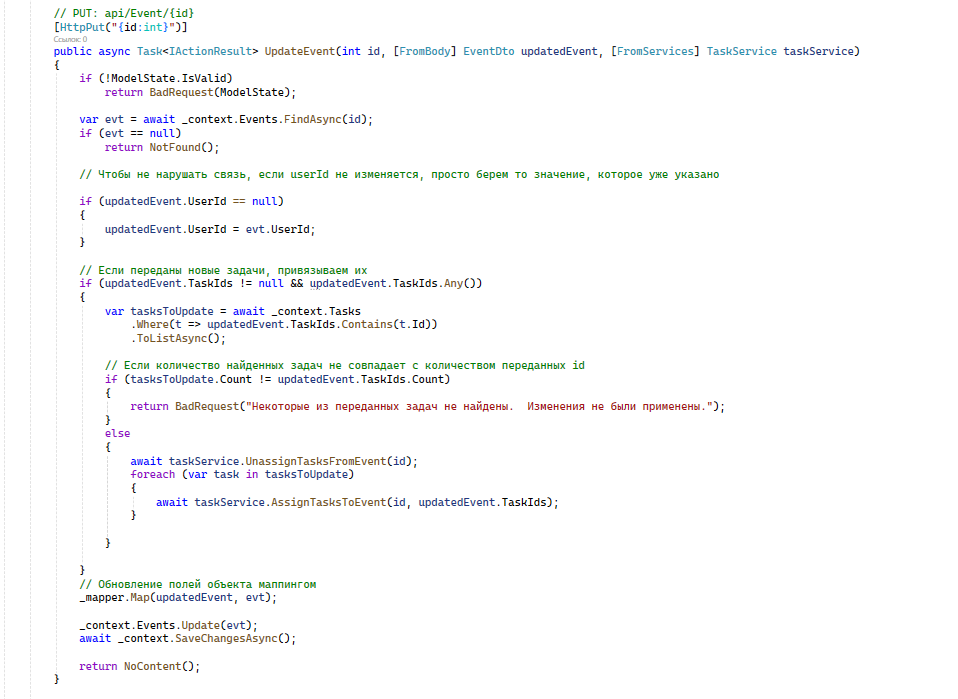 // PUT: api/Event/{id}
[HttpPut("{id:int}")]
Ссылок: 0
public async Task<IActionResult> UpdateEvent(int id, [FromBody] EventDto updatedEvent, [FromServices] TaskService taskService)
{
if (!ModelState.IsValid)
return BadRequest(ModelState);
var evt = await _context.Events.FindAsync(id);
if (evt == null)
return NotFound();
// Чтобы не нарушать связь, если userId не изменяется, просто берем то значение, которое уже указано
if (updatedEvent.UserId == null)
{
updatedEvent.UserId = evt.UserId;
}
// Если переданы новые задачи, привязываем их
if (updatedEvent.TaskIds != null && updatedEvent.TaskIds.Any())
{
var tasksToUpdate = await _context.Tasks
.Where(t => updatedEvent.TaskIds.Contains(t.Id))
.ToListAsync();
// Если количество найденных задач не совпадает с количеством переданных id
if (tasksToUpdate.Count != updatedEvent.TaskIds.Count)
{
return BadRequest("Некоторые из переданных задач не найдены.  Изменения не были применены.");
}
else
{
await taskService.UnassignTasksFromEvent(id);
foreach (var task in tasksToUpdate)
{
await taskService.AssignTasksToEvent(id, updatedEvent.TaskIds);
}
}
}
// Обновление полей объекта маппингом
_mapper.Map(updatedEvent, evt);
_context.Events.Update(evt);
await _context.SaveChangesAsync();
return NoContent();
}